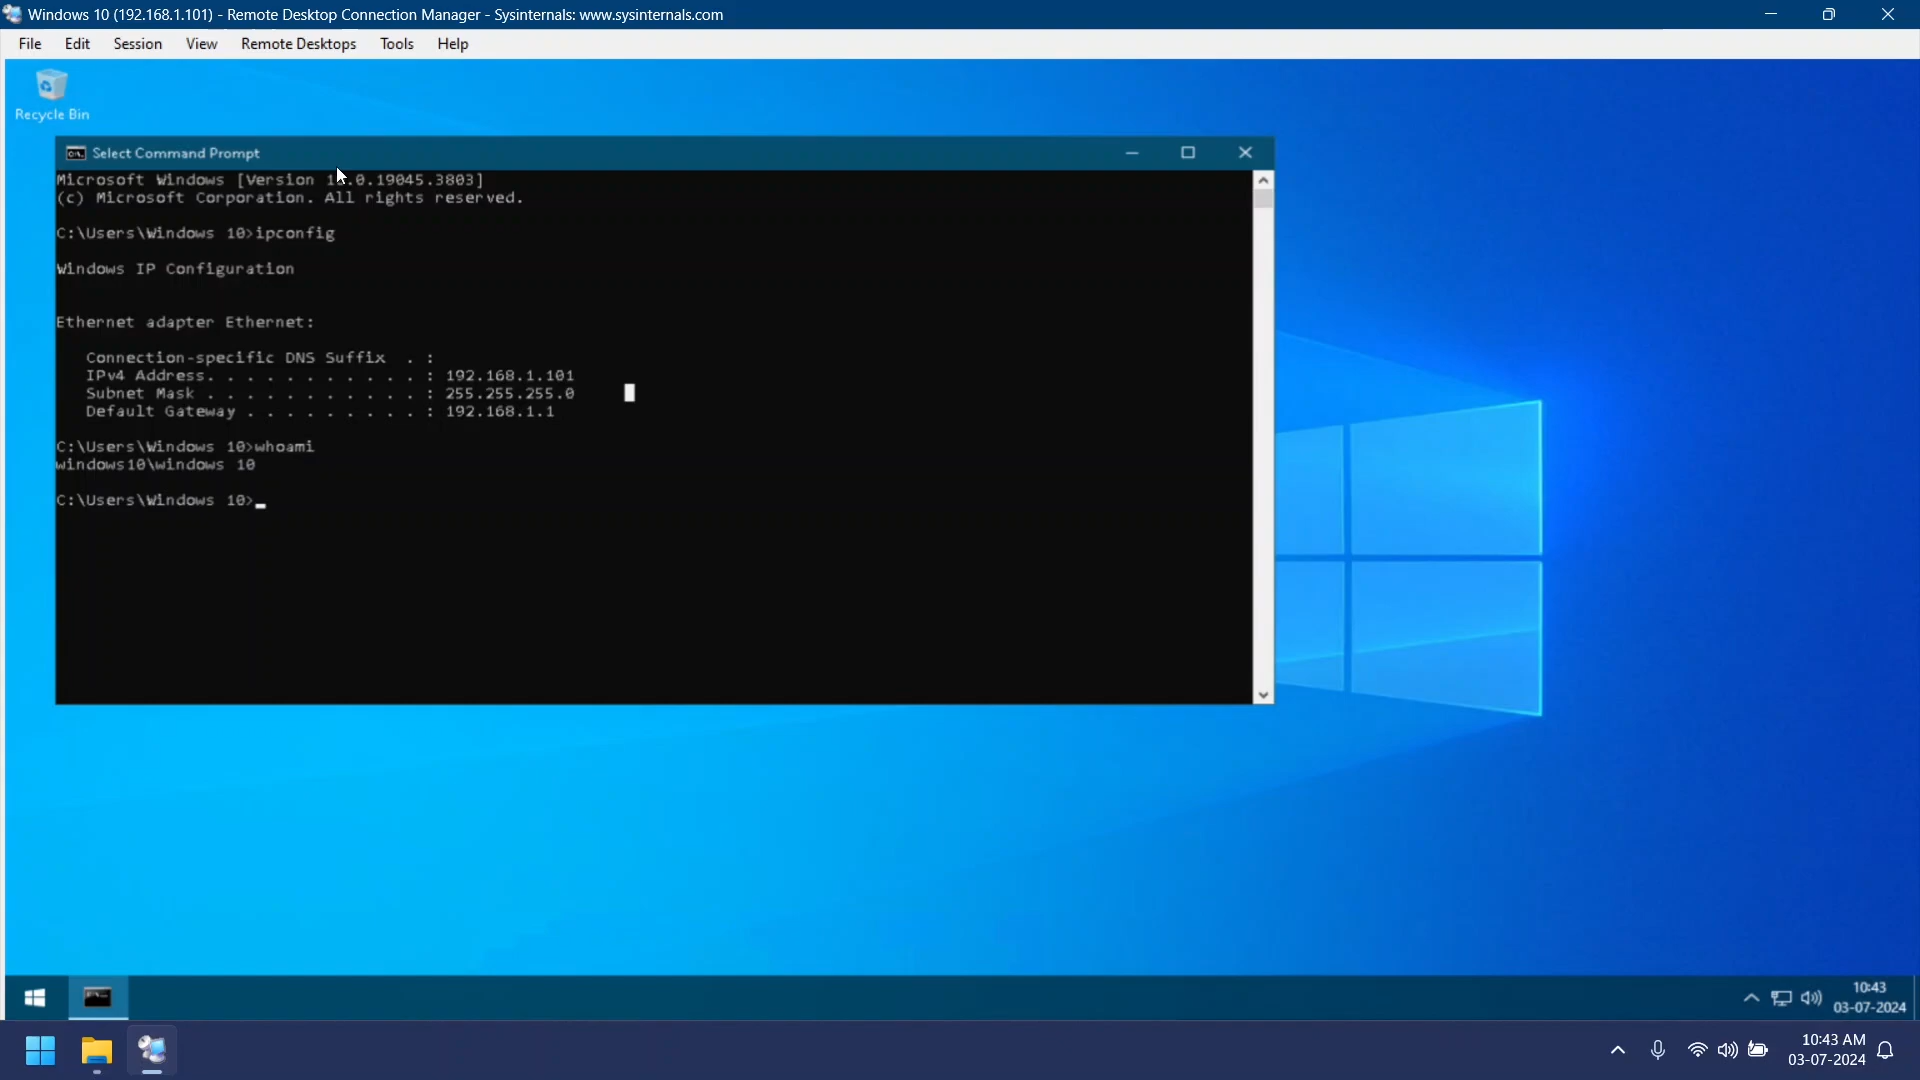 Windows 10 (192.168.1.101) - Remote Desktop Connection Manager - Sysinternals: www.sysinternals.com
File Edit Session View Remote Desktops Tools Help
Recycle Bin
Select Command Prompt
Microsoft Windows [Version 10.0.19045.3803]
(c) Microsoft Corporation. All rights reserved.
C:\Users\Windows 10>ipconfig
Windows IP Configuration
Ethernet adapter Ethernet:
Connection-specific DNS Suffix . :
IPv4 Address. . . . . . . . . . . : 192.168.1.101
Subnet Mask . . . . . . . . . . . : 255.255.255.0
Default Gateway . . . . . . . . . : 192.168.1.1
C:\Users\Windows 10>whoami
windows10\windows 10
C:\Users\Windows 10>
10:43
03-07-2024
10:43 AM
03-07-2024